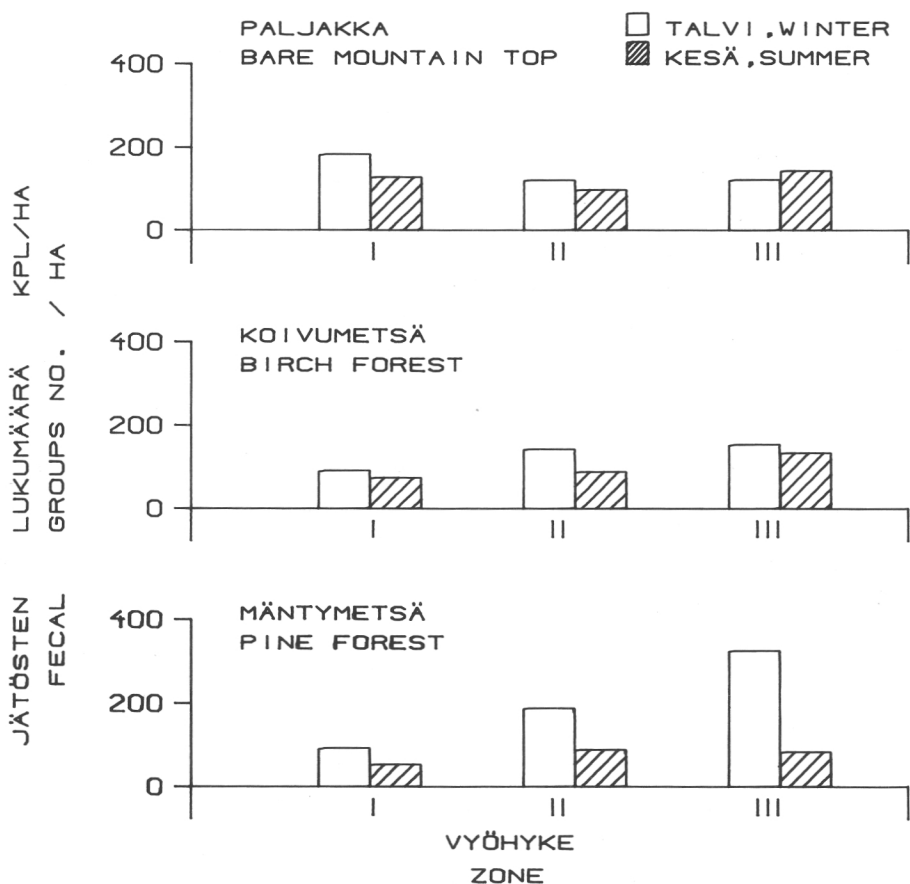 PALJAKKA
BARE MOUNTAIN TOP
TALVI,WINTER
KESÄ,SUMMER
400
200
0
I
II
III
KOIVUMETSÄ
BIRCH FOREST
400
200
0
I
II
III
MÄNTYMETSÄ
PINE FOREST
400
200
0
I
II
III
VYÖHYKE
ZONE
JÄTÖSTEN LUKUMÄÄRÄ KPL/HA
FECAL GROUPS NO. / HA